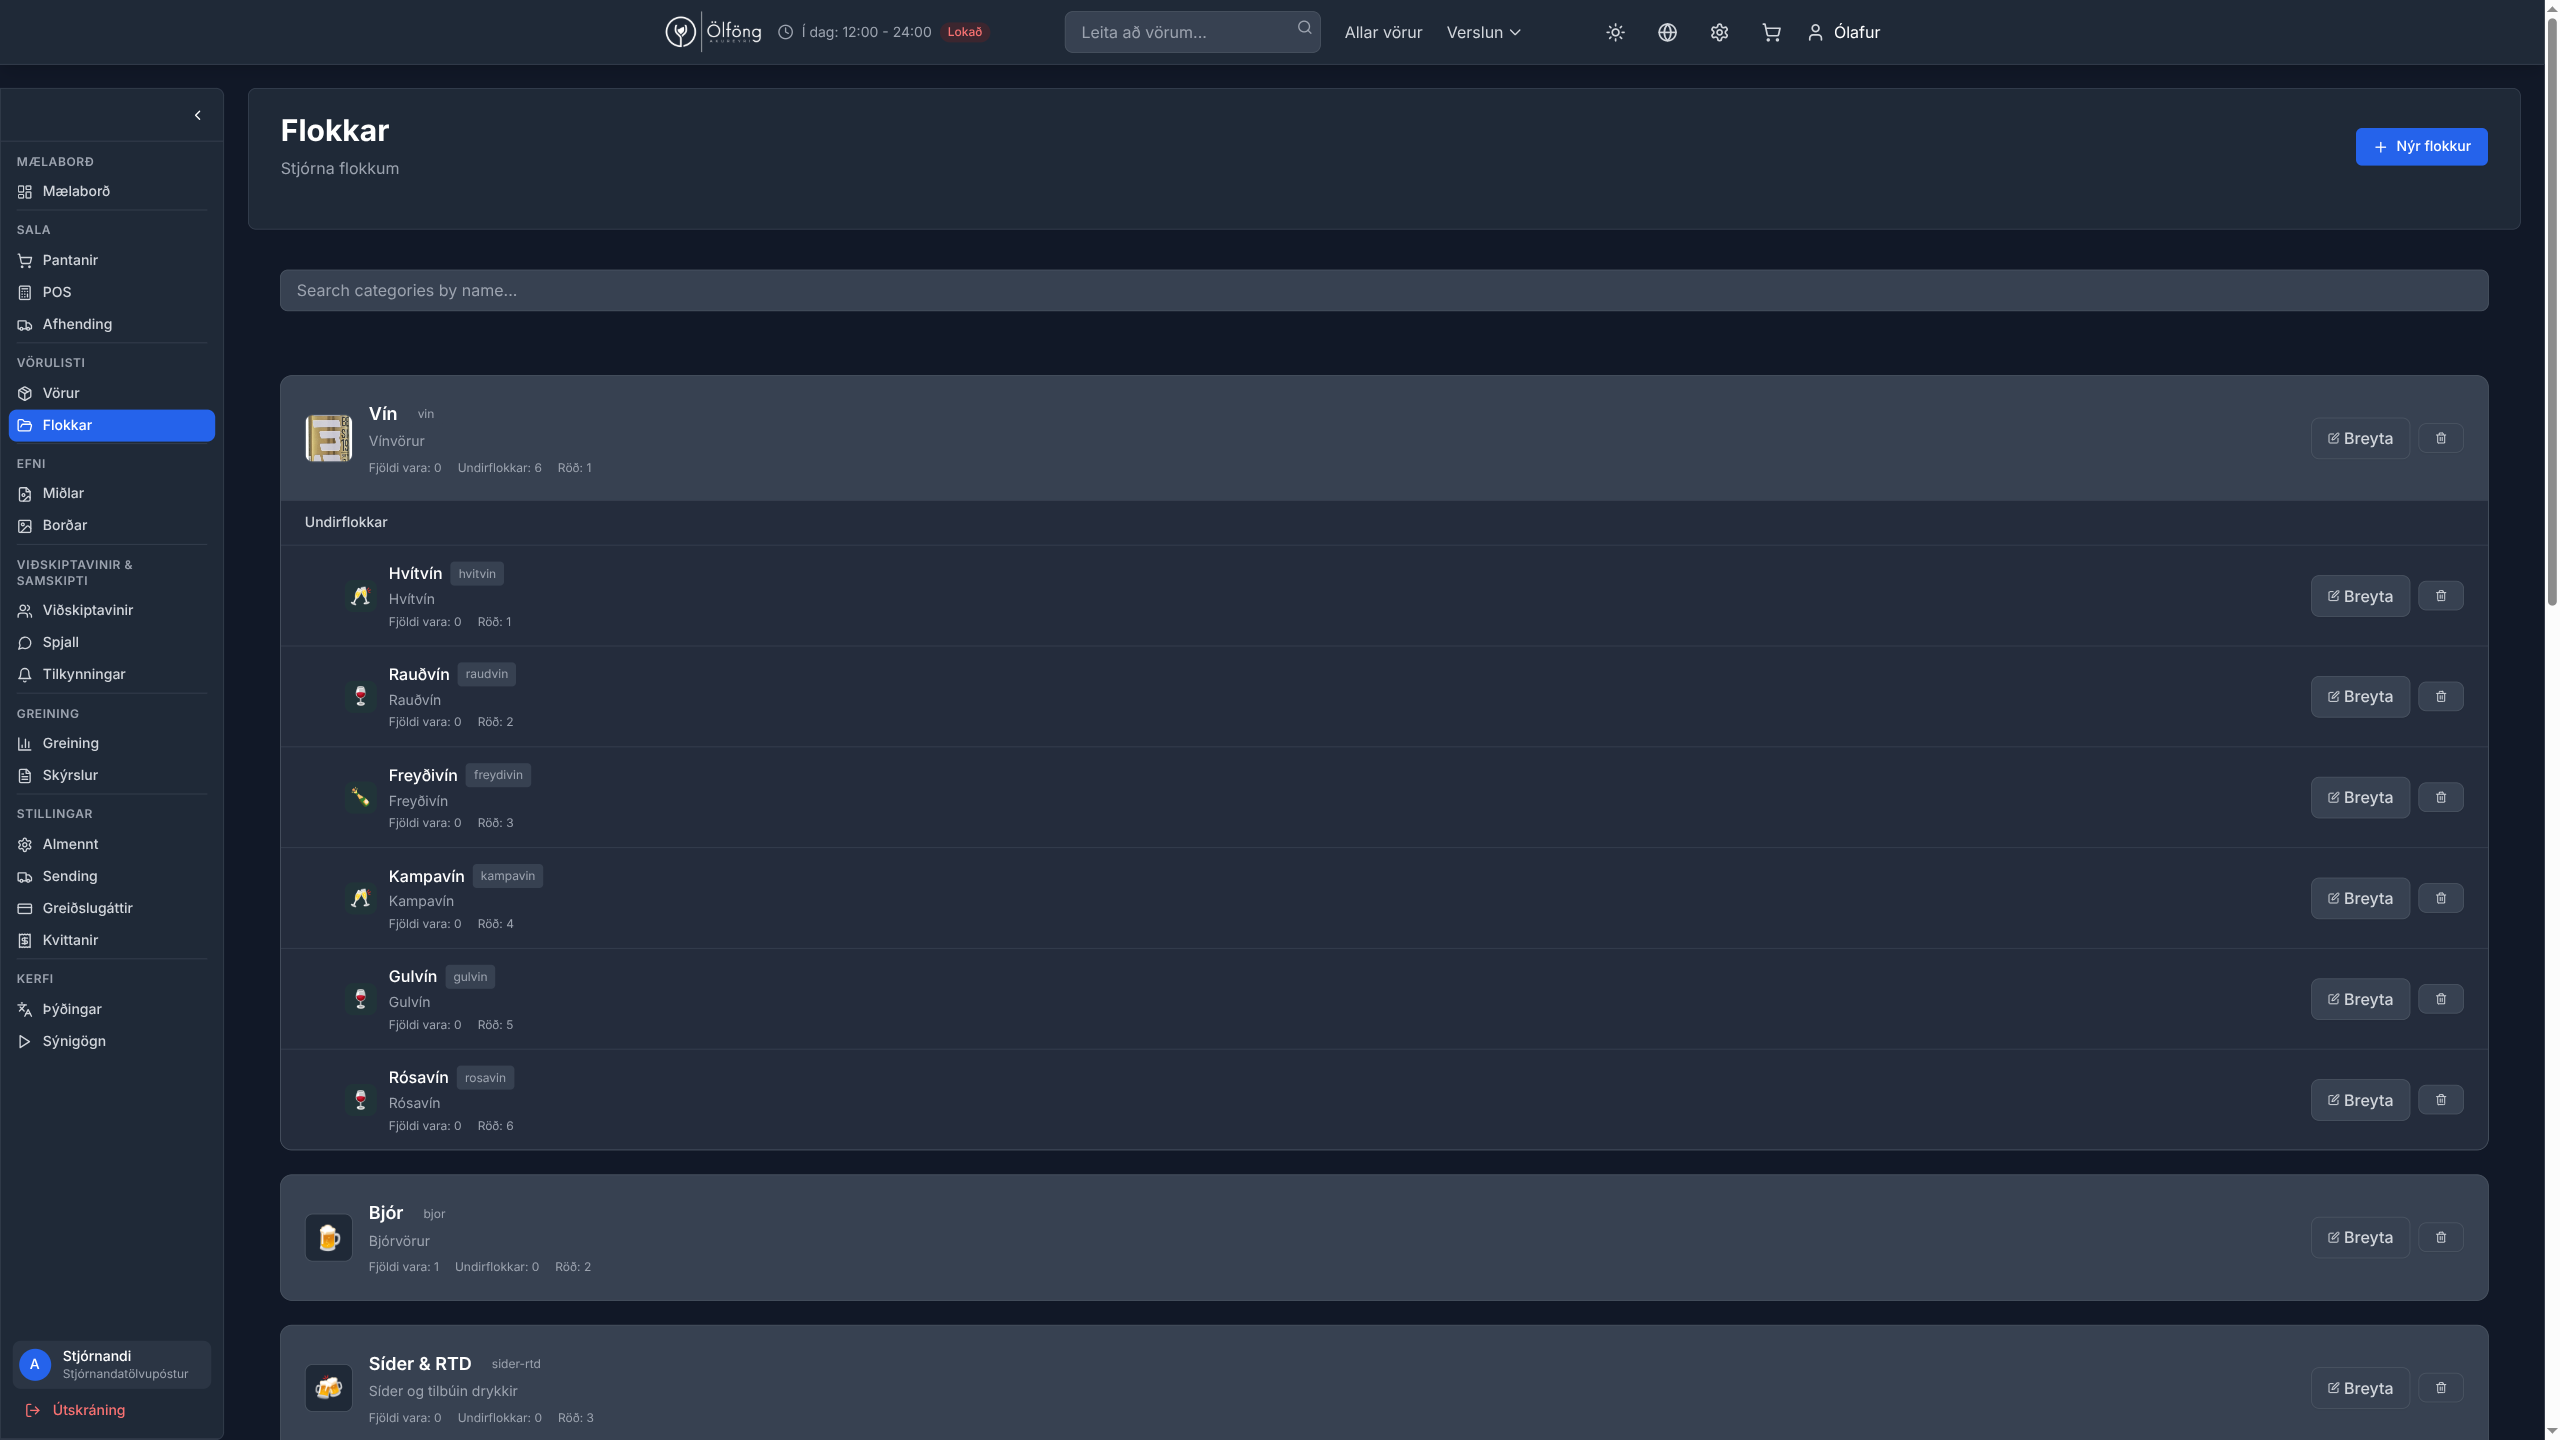 Ölföng
Í dag: 12:00 - 24:00 Lokað
Leita að vörum...
Allar vörur
Verslun
Ólafur
MÆLABORÐ
Mælaborð
SALA
Pantanir
POS
Afhending
VÖRULISTI
Vörur
Flokkar
EFNI
Miðlar
Borðar
VIÐSKIPTAVINIR &
SAMSKIPTI
Viðskiptavinir
Spjall
Tilkynningar
GREINING
Greining
Skýrslur
STILLINGAR
Almennt
Sending
Greiðslugáttir
Kvittanir
KERFI
Þýðingar
Sýnigögn
A
Stjórnandi
Stjórnandatölvupóstur
Útskráning
Flokkar
Stjórna flokkum
Nýr flokkur
Search categories by name...
Vín vin
Vínvörur
Fjöldi vara: 0 Undirflokkar: 6 Röð: 1
Breyta
Undirflokkar
Hvítvín hvitvin
Hvítvín
Fjöldi vara: 0 Röð: 1
Breyta
Rauðvín raudvin
Rauðvín
Fjöldi vara: 0 Röð: 2
Breyta
Freyðivín freydivin
Freyðivín
Fjöldi vara: 0 Röð: 3
Breyta
Kampavín kampavin
Kampavín
Fjöldi vara: 0 Röð: 4
Breyta
Gulvín gulvin
Gulvín
Fjöldi vara: 0 Röð: 5
Breyta
Rósavín rosavin
Rósavín
Fjöldi vara: 0 Röð: 6
Breyta
Bjór bjor
Bjórvörur
Fjöldi vara: 1 Undirflokkar: 0 Röð: 2
Breyta
Síder & RTD sider-rtd
Síder og tilbúin drykkir
Fjöldi vara: 0 Undirflokkar: 0 Röð: 3
Breyta